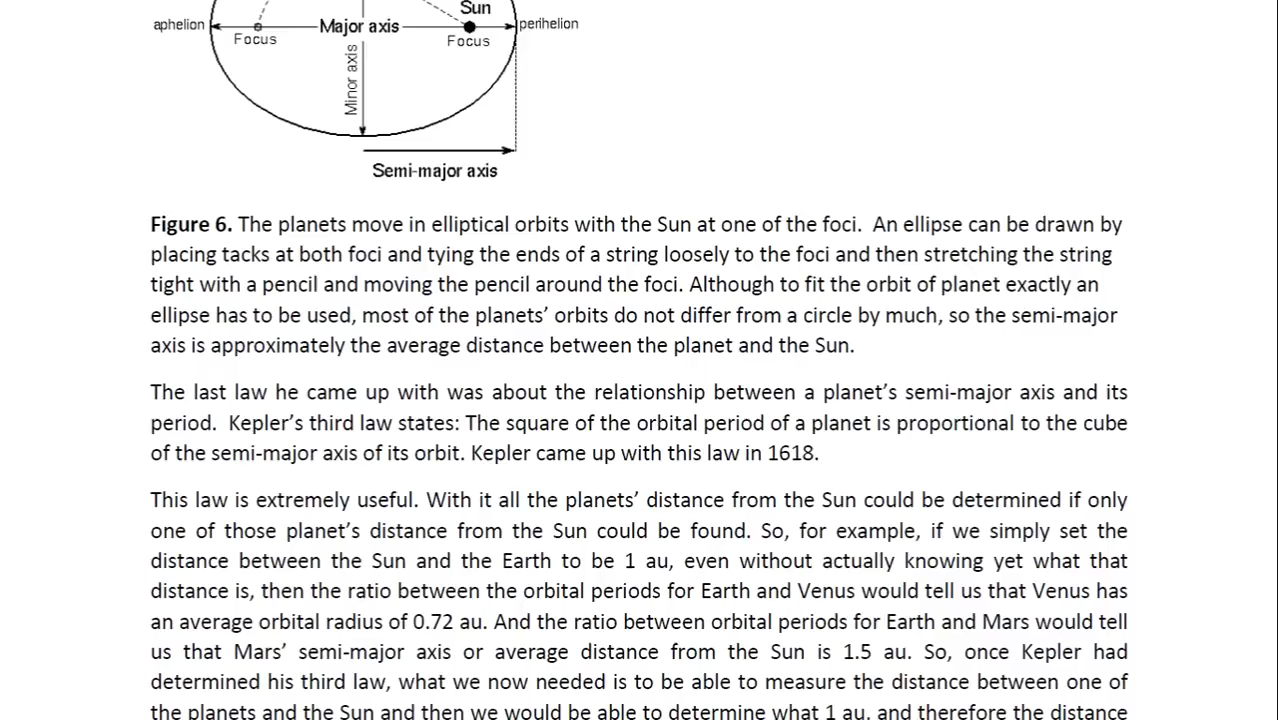 Sun
aphelion Major axis perihelion
Focus Focus
Minor axis
Semi-major axis
Figure 6. The planets move in elliptical orbits with the Sun at one of the foci.  An ellipse can be drawn by
placing tacks at both foci and tying the ends of a string loosely to the foci and then stretching the string
tight with a pencil and moving the pencil around the foci. Although to fit the orbit of planet exactly an
ellipse has to be used, most of the planets’ orbits do not differ from a circle by much, so the semi-major
axis is approximately the average distance between the planet and the Sun.
The last law he came up with was about the relationship between a planet’s semi-major axis and its
period.  Kepler’s third law states: The square of the orbital period of a planet is proportional to the cube
of the semi-major axis of its orbit. Kepler came up with this law in 1618.
This law is extremely useful. With it all the planets’ distance from the Sun could be determined if only
one of those planet’s distance from the Sun could be found. So, for example, if we simply set the
distance between the Sun and the Earth to be 1 au, even without actually knowing yet what that
distance is, then the ratio between the orbital periods for Earth and Venus would tell us that Venus has
an average orbital radius of 0.72 au. And the ratio between orbital periods for Earth and Mars would tell
us that Mars’ semi-major axis or average distance from the Sun is 1.5 au. So, once Kepler had
determined his third law, what we now needed is to be able to measure the distance between one of
the planets and the Sun and then we would be able to determine what 1 au, and therefore the distance